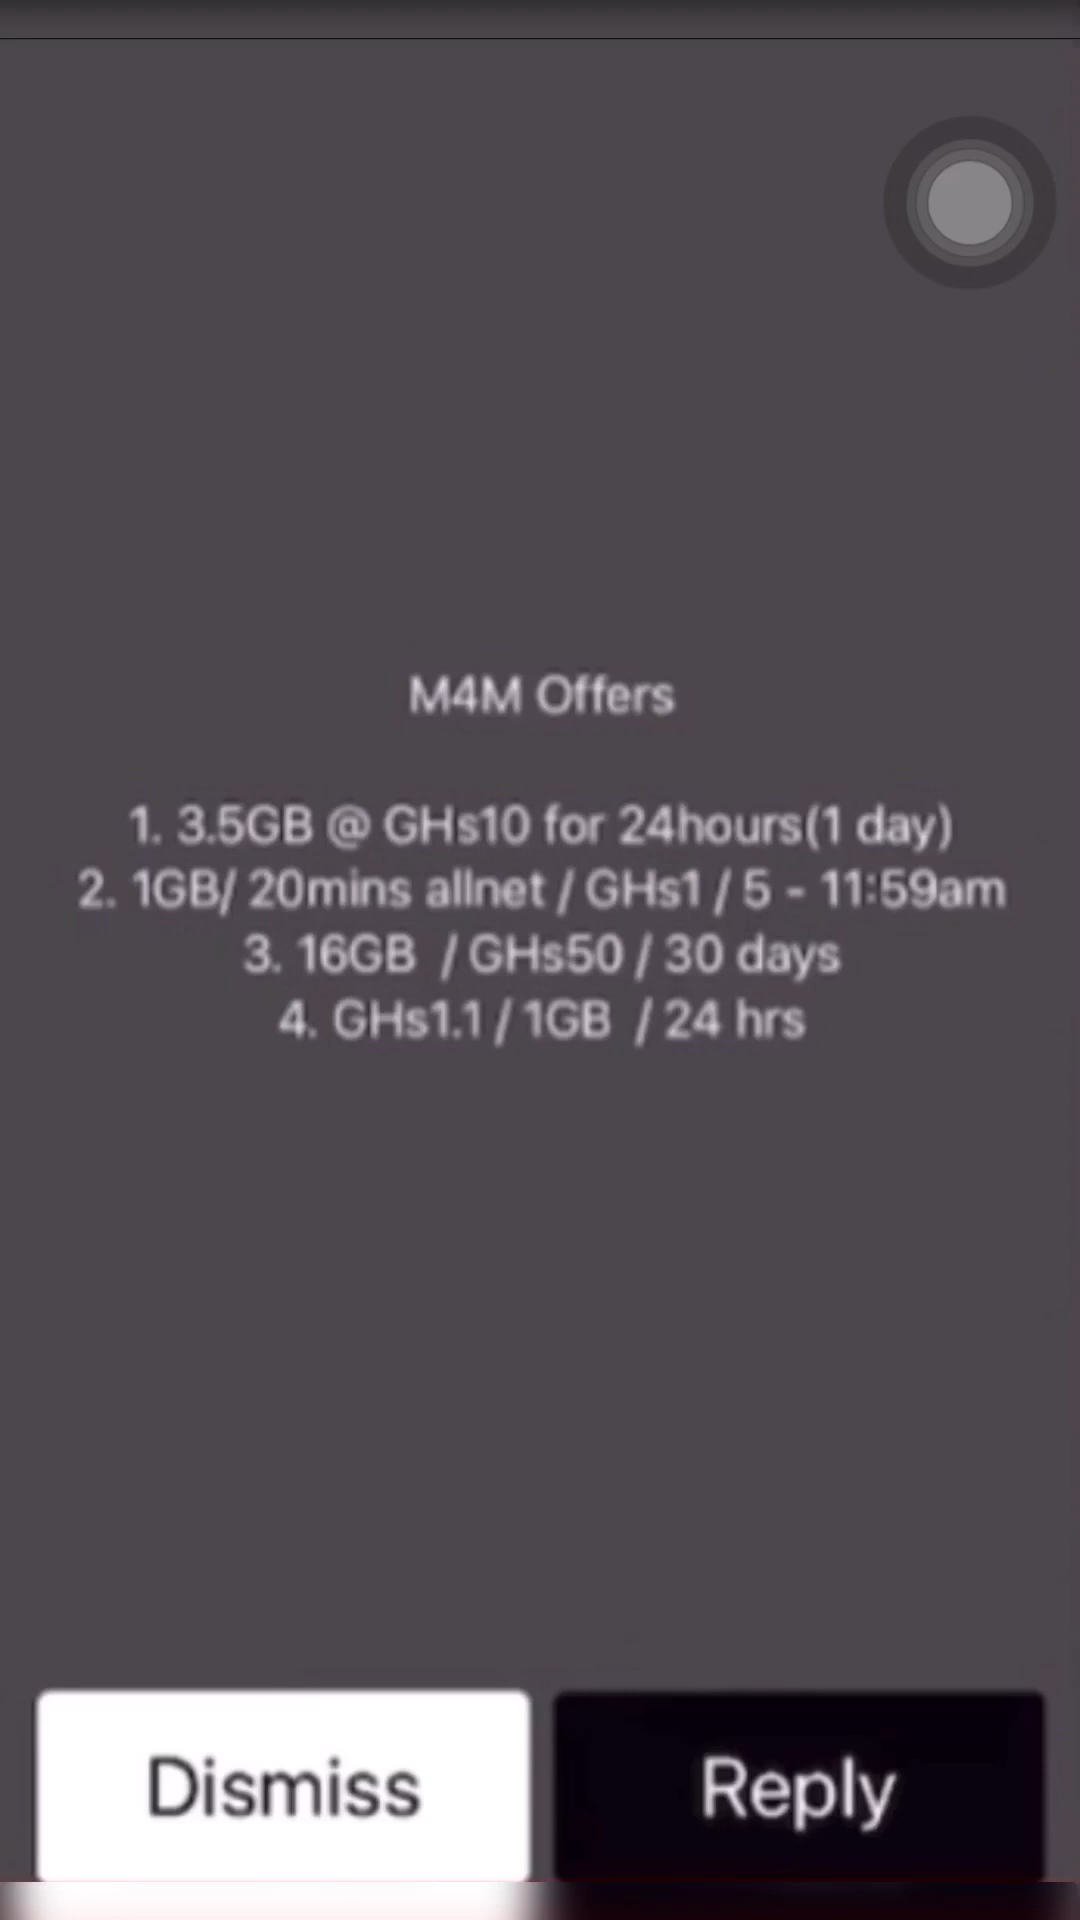 M4M Offers
1. 3.5GB @ GHs10 for 24hours(1 day)
2. 1GB/ 20mins allnet / GHs1 / 5 - 11:59am
3. 16GB / GHs50 / 30 days
4. GHs1.1 / 1GB / 24 hrs
Dismiss
Reply